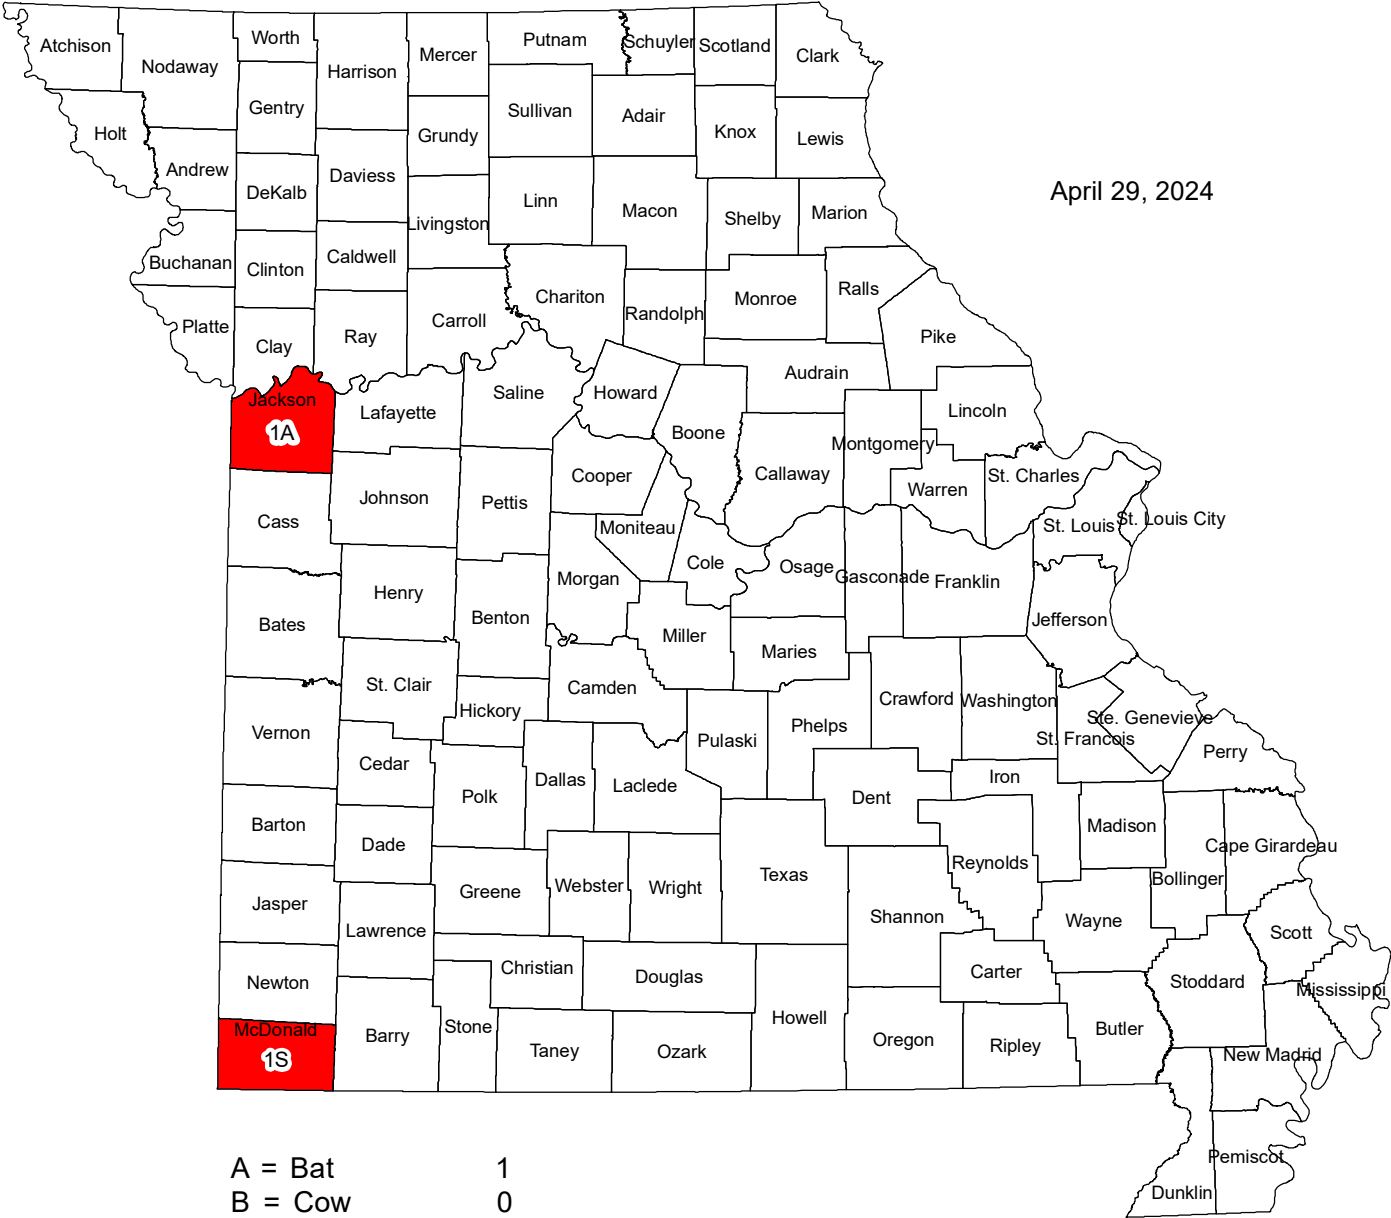 Atchison
Nodaway
Worth
Harrison
Mercer
Putnam
Schuyler
Scotland
Clark
Holt
Gentry
Sullivan
Adair
Knox
Lewis
Grundy
Andrew
DeKalb
Daviess
Livingston
Linn
Macon
Shelby
Marion
April 29, 2024
Buchanan
Clinton
Caldwell
Chariton
Randolph
Monroe
Ralls
Platte
Clay
Ray
Carroll
Pike
Jackson
1A
Lafayette
Saline
Howard
Audrain
Boone
Lincoln
Montgomery
Callaway
Cooper
Warren
St. Charles
Cass
Johnson
Pettis
Moniteau
St. Louis
St. Louis City
Morgan
Cole
Osage
Gasconade
Franklin
Henry
Bates
Benton
Miller
Maries
Jefferson
St. Clair
Camden
Hickory
Crawford
Washington
Ste. Genevieve
St. Francois
Vernon
Pulaski
Phelps
Perry
Cedar
Polk
Dallas
Laclede
Dent
Iron
Barton
Dade
Madison
Cape Girardeau
Reynolds
Bollinger
Jasper
Greene
Webster
Wright
Texas
Shannon
Wayne
Lawrence
Scott
Newton
Christian
Douglas
Carter
Stoddard
Mississippi
McDonald
1S
Barry
Stone
Taney
Ozark
Howell
Oregon
Ripley
Butler
New Madrid
Pemiscot
Dunklin
A = Bat 1
B = Cow 0